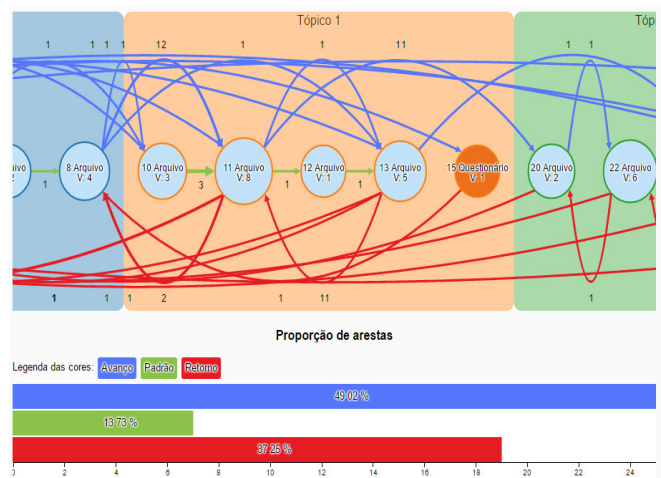 Tópico 1
Tóp
1 1 1 1 12 1 1 11 1 1
ivo
2
8 Arquivo
V: 4
10 Arquivo
V: 3
11 Arquivo
V: 8
12 Arquivo
V: 1
13 Arquivo
V: 5
15 Questionário
V: 1
20 Arquivo
V: 2
22 Arquivo
V: 6
1 3 1 1
1 1 1 2 1 11 1
Proporção de arestas
Legenda das cores: Avanço Padrão Retorno
49.02 %
13.73 %
37.25 %
0 2 4 6 8 10 12 14 16 18 20 22 24